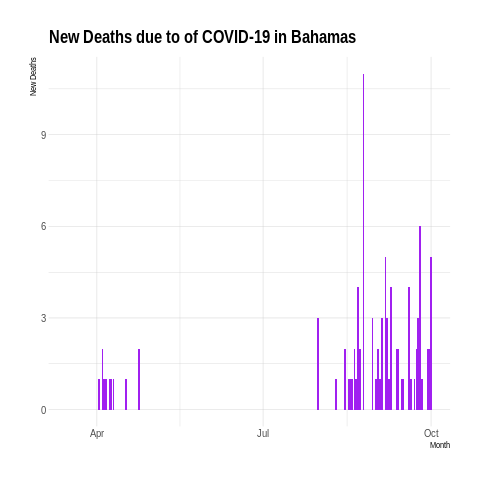 New Deaths due to of COVID-19 in Bahamas
New Deaths
9
6
3
0
Apr
Jul
Oct
Month